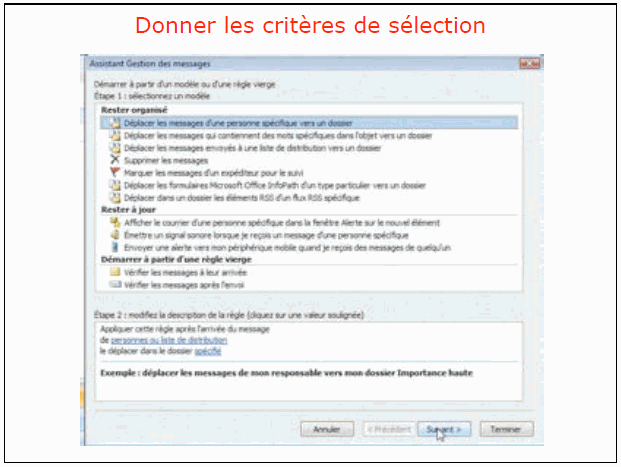 Donner les critères de sélection
Assistant Gestion des messages
Démarrer à partir d'un modèle ou d'une règle vierge
Étape 1 : sélectionnez un modèle
Rester organisé
Déplacer les messages d'une personne spécifique vers un dossier
Déplacer les messages qui contiennent des mots spécifiques dans l'objet vers un dossier
Déplacer les messages envoyés à une liste de distribution vers un dossier
Supprimer les messages
Marquer les messages d'un expéditeur pour le suivi
Déplacer les formulaires Microsoft Office InfoPath d'un type particulier vers un dossier
Déplacer dans un dossier les éléments RSS d'un flux RSS spécifique
Rester à jour
Afficher le courrier d'une personne spécifique dans la fenêtre Alerte sur le nouvel élément
Émettre un signal sonore lorsque je reçois un message d'une personne spécifique
Envoyer une alerte vers mon périphérique mobile quand je reçois des messages de quelqu'un
Démarrer à partir d'une règle vierge
Vérifier les messages à leur arrivée
Vérifier les messages après l'envoi
Étape 2 : modifiez la description de la règle (cliquez sur une valeur soulignée)
Appliquer cette règle après l'arrivée du message
de personnes ou liste de distribution
le déplacer dans le dossier spécifié
Exemple : déplacer les messages de mon responsable vers mon dossier Importance haute
Annuler < Précédent Suivant > Terminer